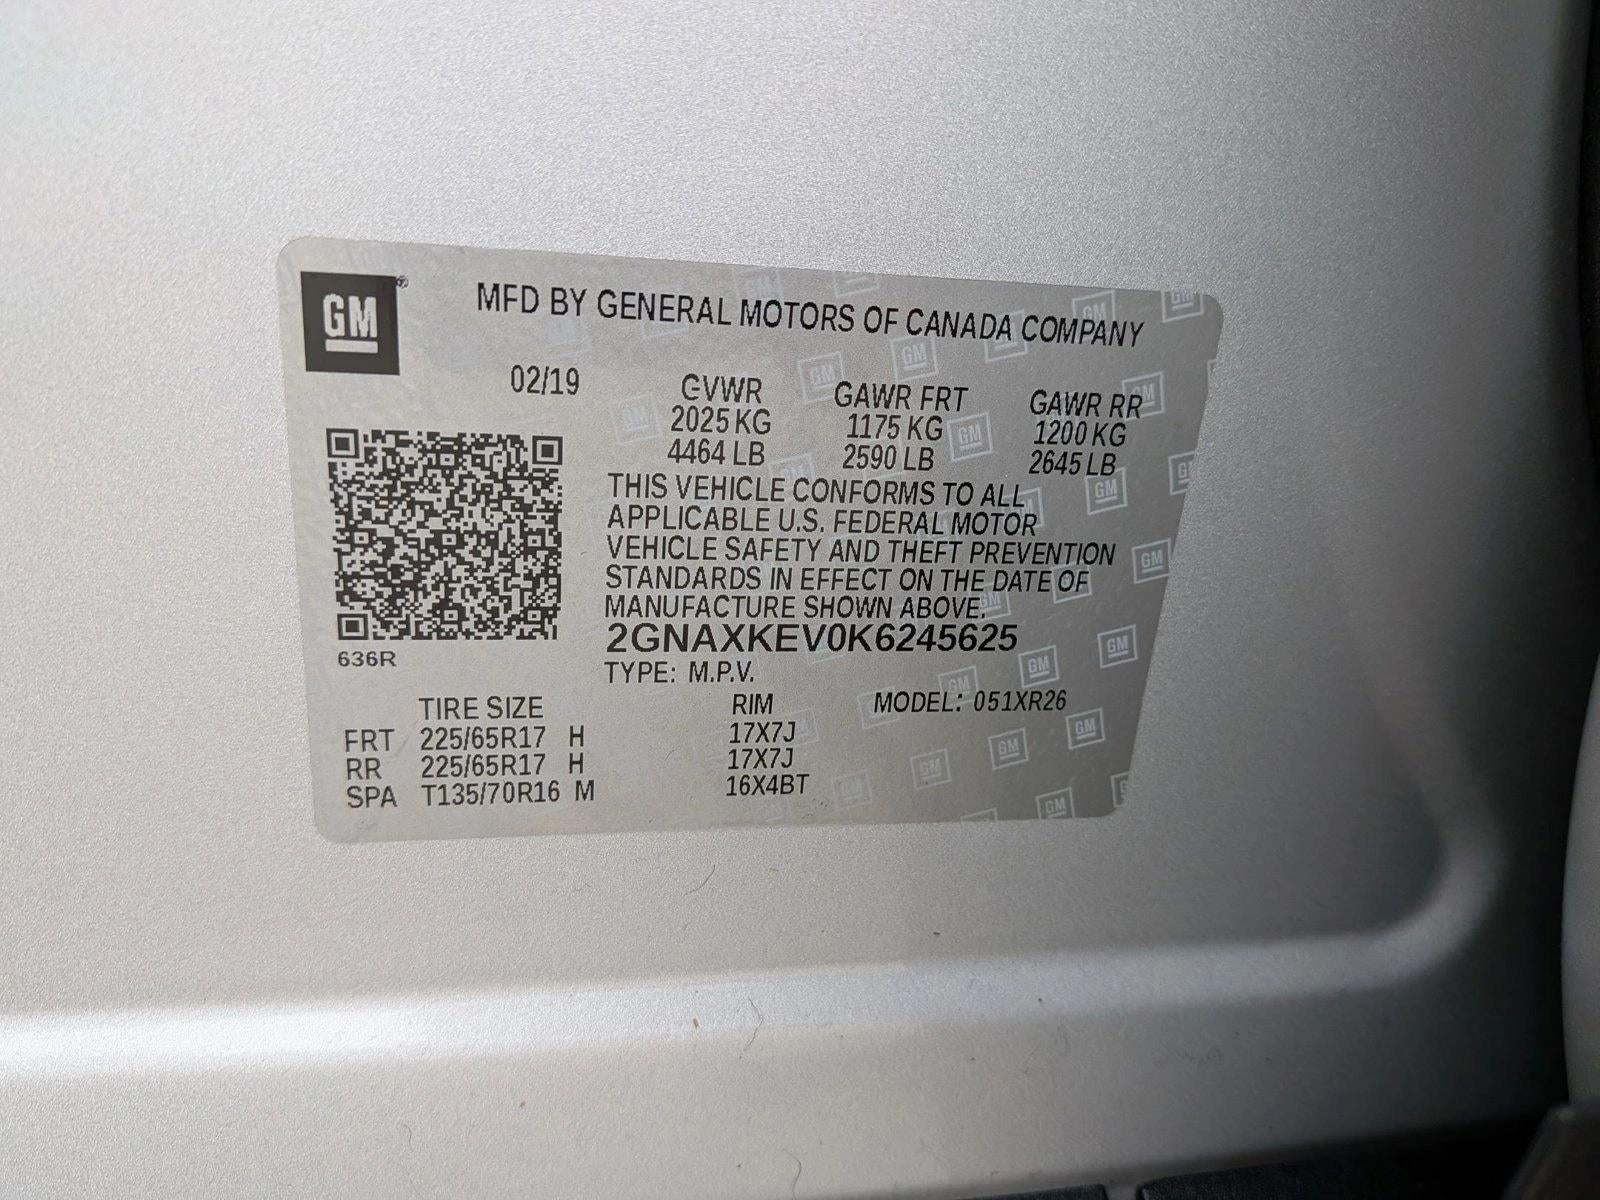 GM
MFD BY GENERAL MOTORS OF CANADA COMPANY
02/19
GVWR GAWR FRT GAWR RR
2025 KG 1175 KG 1200 KG
4464 LB 2590 LB 2645 LB
THIS VEHICLE CONFORMS TO ALL
APPLICABLE U.S. FEDERAL MOTOR
VEHICLE SAFETY AND THEFT PREVENTION
STANDARDS IN EFFECT ON THE DATE OF
MANUFACTURE SHOWN ABOVE.
2GNAXKEV0K6245625
636R
TYPE: M.P.V.
TIRE SIZE RIM MODEL: 051XR26
FRT 225/65R17 H 17X7J
RR 225/65R17 H 17X7J
SPA T135/70R16 M 16X4BT